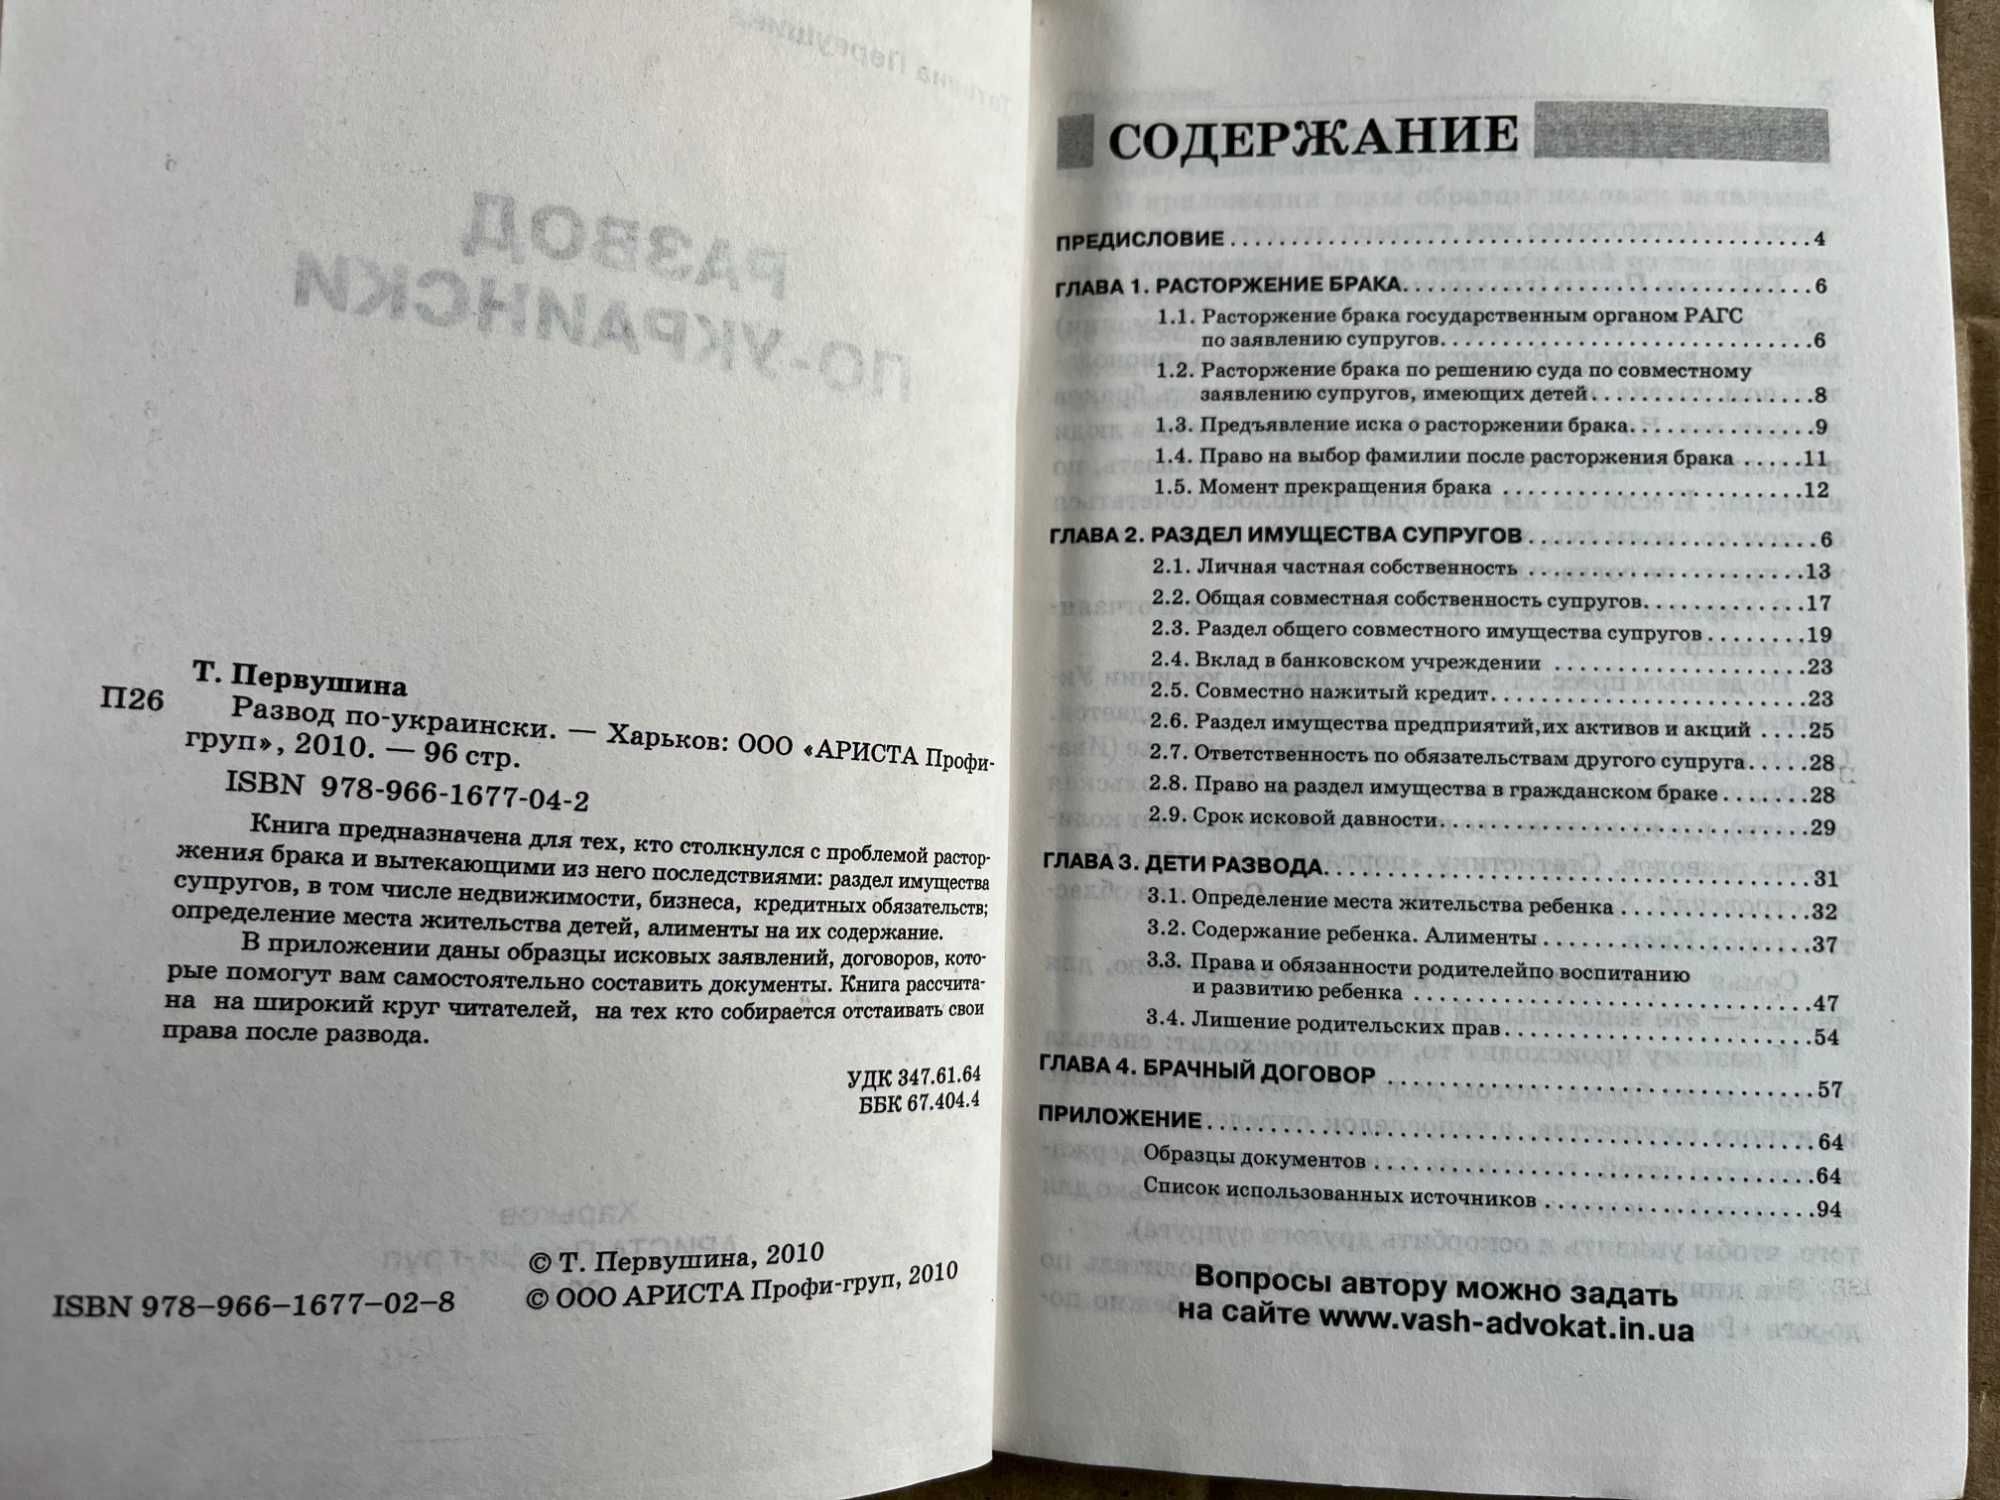 Т. Первушина
П26
Развод по-украински. — Харьков: ООО «АРИСТА Профи-
груп», 2010. — 96 стр.
ISBN 978-966-1677-04-2
Книга предназначена для тех, кто столкнулся с проблемой растор-
жения брака и вытекающими из него последствиями: раздел имущества
супругов, в том числе недвижимости, бизнеса, кредитных обязательств;
определение места жительства детей, алименты на их содержание.
В приложении даны образцы исковых заявлений, договоров, кото-
рые помогут вам самостоятельно составить документы. Книга рассчита-
на на широкий круг читателей, на тех кто собирается отстаивать свои
права после развода.
УДК 347.61.64
ББК 67.404.4
© Т. Первушина, 2010
© ООО АРИСТА Профи-груп, 2010
ISBN 978–966–1677–02–8
СОДЕРЖАНИЕ
ПРЕДИСЛОВИЕ . . . . . . . . . . 4
ГЛАВА 1. РАСТОРЖЕНИЕ БРАКА. . . . . . . . . . 6
1.1. Расторжение брака государственным органом РАГС
по заявлению супругов. . . . . . . . . . 6
1.2. Расторжение брака по решению суда по совместному
заявлению супругов, имеющих детей . . . . . . . . . . 8
1.3. Предъявление иска о расторжении брака. . . . . . . . . . 9
1.4. Право на выбор фамилии после расторжения брака . . . . . 11
1.5. Момент прекращения брака . . . . . . . . . . 12
ГЛАВА 2. РАЗДЕЛ ИМУЩЕСТВА СУПРУГОВ . . . . . . . . . . 6
2.1. Личная частная собственность . . . . . . . . . . 13
2.2. Общая совместная собственность супругов. . . . . . . . . . 17
2.3. Раздел общего совместного имущества супругов . . . . . . . 19
2.4. Вклад в банковском учреждении . . . . . . . . . . 23
2.5. Совместно нажитый кредит. . . . . . . . . . 23
2.6. Раздел имущества предприятий,их активов и акций . . . . 25
2.7. Ответственность по обязательствам другого супруга. . . . . 28
2.8. Право на раздел имущества в гражданском браке . . . . . . . 28
2.9. Срок исковой давности. . . . . . . . . . 29
ГЛАВА 3. ДЕТИ РАЗВОДА. . . . . . . . . . 31
3.1. Определение места жительства ребенка . . . . . . . . . . 32
3.2. Содержание ребенка. Алименты . . . . . . . . . . 37
3.3. Права и обязанности родителейпо воспитанию
и развитию ребенка . . . . . . . . . . 47
3.4. Лишение родительских прав. . . . . . . . . . 54
ГЛАВА 4. БРАЧНЫЙ ДОГОВОР . . . . . . . . . . 57
ПРИЛОЖЕНИЕ . . . . . . . . . . 64
Образцы документов . . . . . . . . . . 64
Список использованных источников . . . . . . . . . . 94
Вопросы автору можно задать
на сайте www.vash-advokat.in.ua